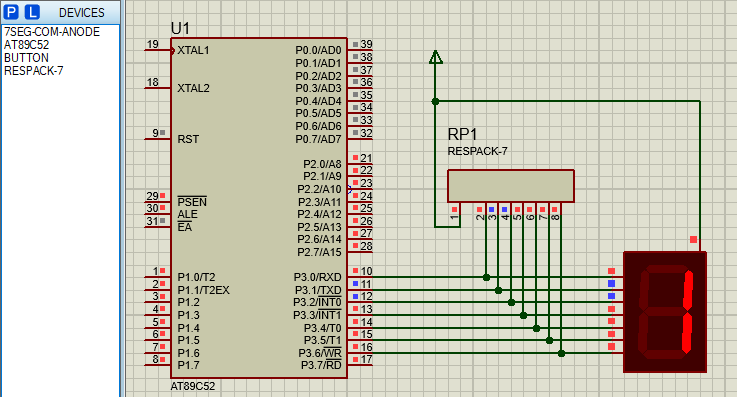 P L DEVICES
7SEG-COM-ANODE
AT89C52
BUTTON
RESPACK-7
U1
19 XTAL1 P0.0/AD0 39
P0.1/AD1 38
P0.2/AD2 37
18 XTAL2 P0.3/AD3 36
P0.4/AD4 35
P0.5/AD5 34
P0.6/AD6 33
9 RST P0.7/AD7 32
P2.0/A8 21
P2.1/A9 22
P2.2/A10 23
29 PSEN P2.3/A11 24
30 ALE P2.4/A12 25
31 EA P2.5/A13 26
P2.6/A14 27
P2.7/A15 28
1 P1.0/T2 P3.0/RXD 10
2 P1.1/T2EX P3.1/TXD 11
3 P1.2 P3.2/INT0 12
4 P1.3 P3.3/INT1 13
5 P1.4 P3.4/T0 14
6 P1.5 P3.5/T1 15
7 P1.6 P3.6/WR 16
8 P1.7 P3.7/RD 17
AT89C52
RP1
RESPACK-7
1 2 3 4 5 6 7 8
1